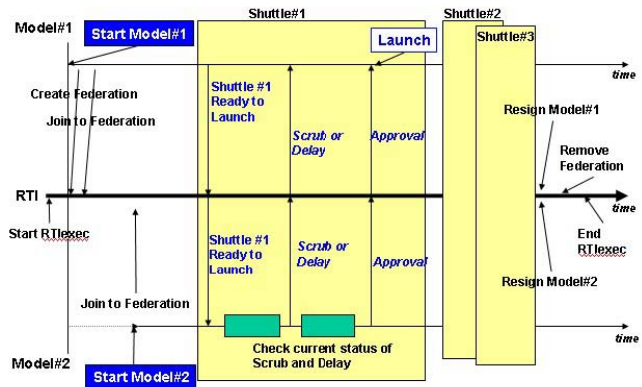 Shuttle#1
Shuttle#2
Shuttle#3
Model#1
Start Model#1
Launch
time
Create Federation
Join to Federation
Shuttle #1
Ready to
Launch
Scrub or
Delay
Approval
Resign Model#1
Remove
Federation
RTI
time
Start RTIexec
Shuttle #1
Ready to
Launch
Scrub or
Delay
Approval
End
RTIexec
Resign Model#2
Join to Federation
time
Model#2
Start Model#2
Check current status of
Scrub and Delay